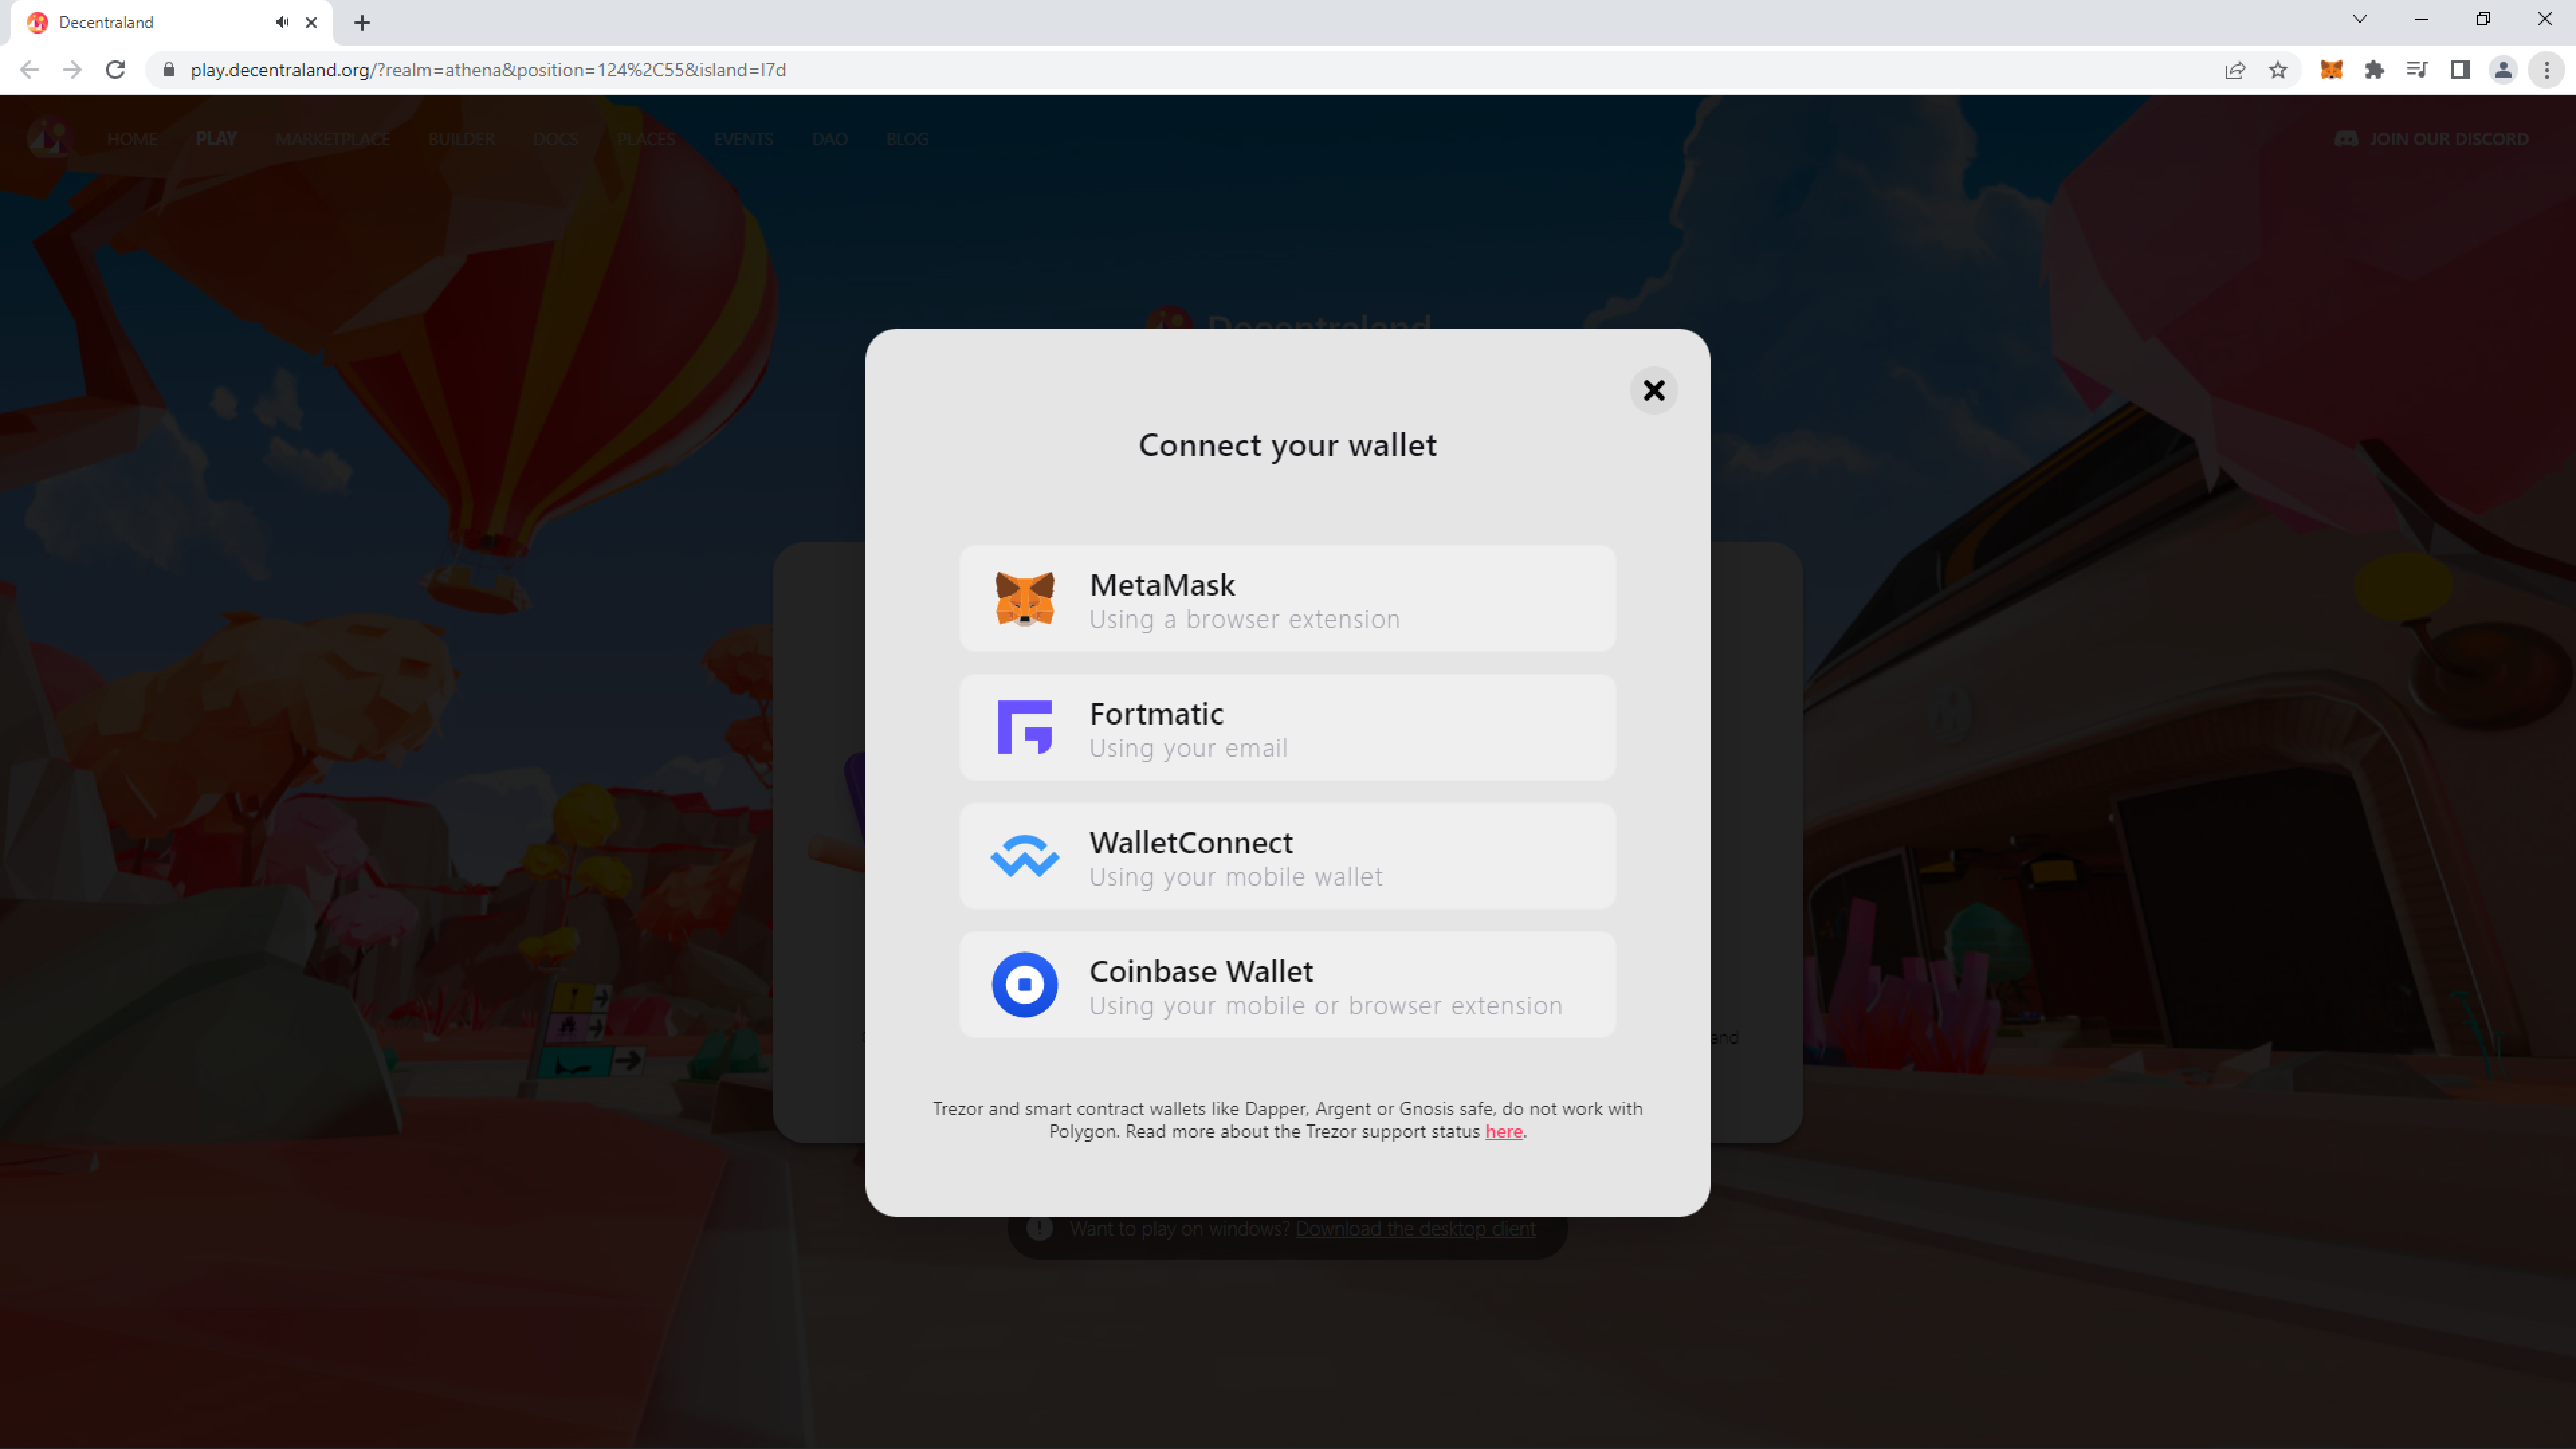 Decentraland
play.decentraland.org/?realm=athena&position=124%2C55&island=l7d
HOME PLAY MARKETPLACE BUILDER DOCS PLACES EVENTS DAO BLOG JOIN OUR DISCORD
Decentraland
Connect your wallet
MetaMask
Using a browser extension
Fortmatic
Using your email
WalletConnect
Using your mobile wallet
Coinbase Wallet
Using your mobile or browser extension
and
Trezor and smart contract wallets like Dapper, Argent or Gnosis safe, do not work with
Polygon. Read more about the Trezor support status here.
Want to play on windows? Download the desktop client